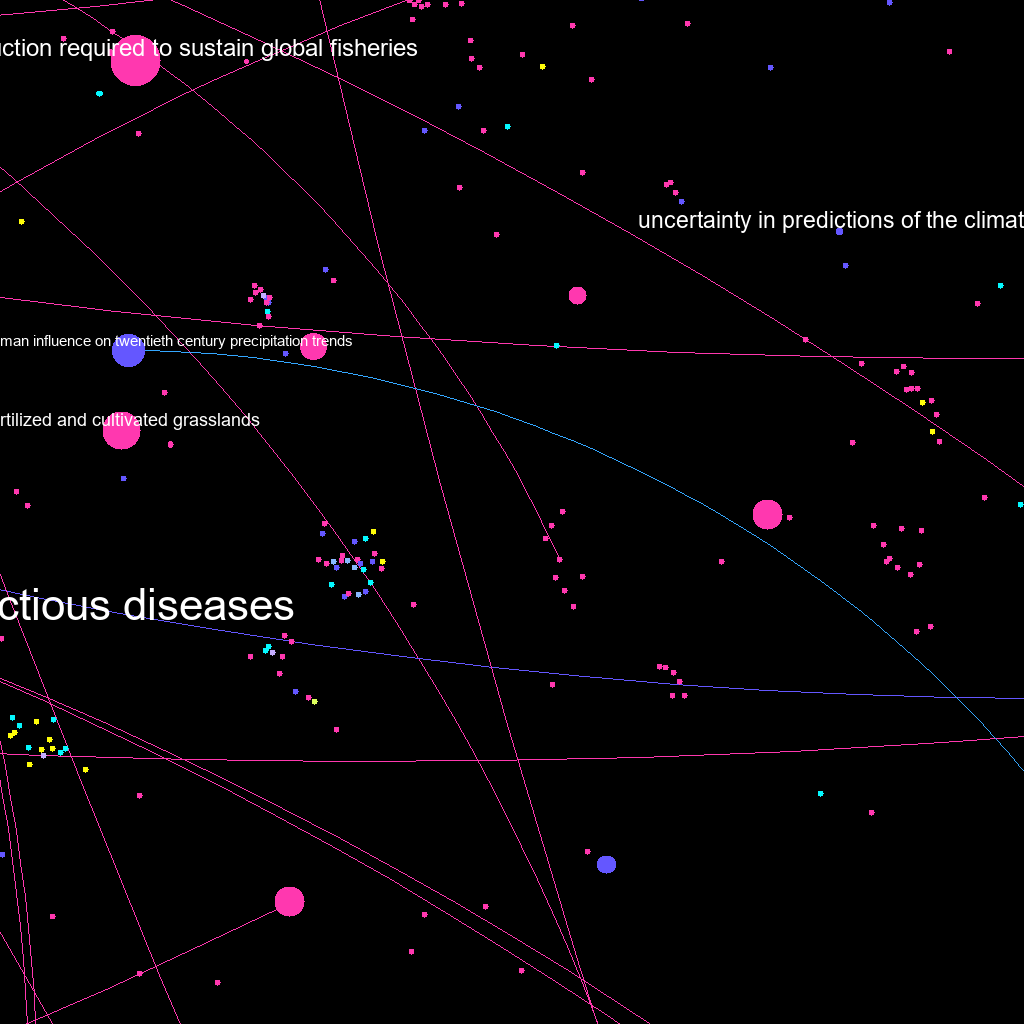 uction required to sustain global fisheries
uncertainty in predictions of the climat
man influence on twentieth century precipitation trends
rtilized and cultivated grasslands
ctious diseases